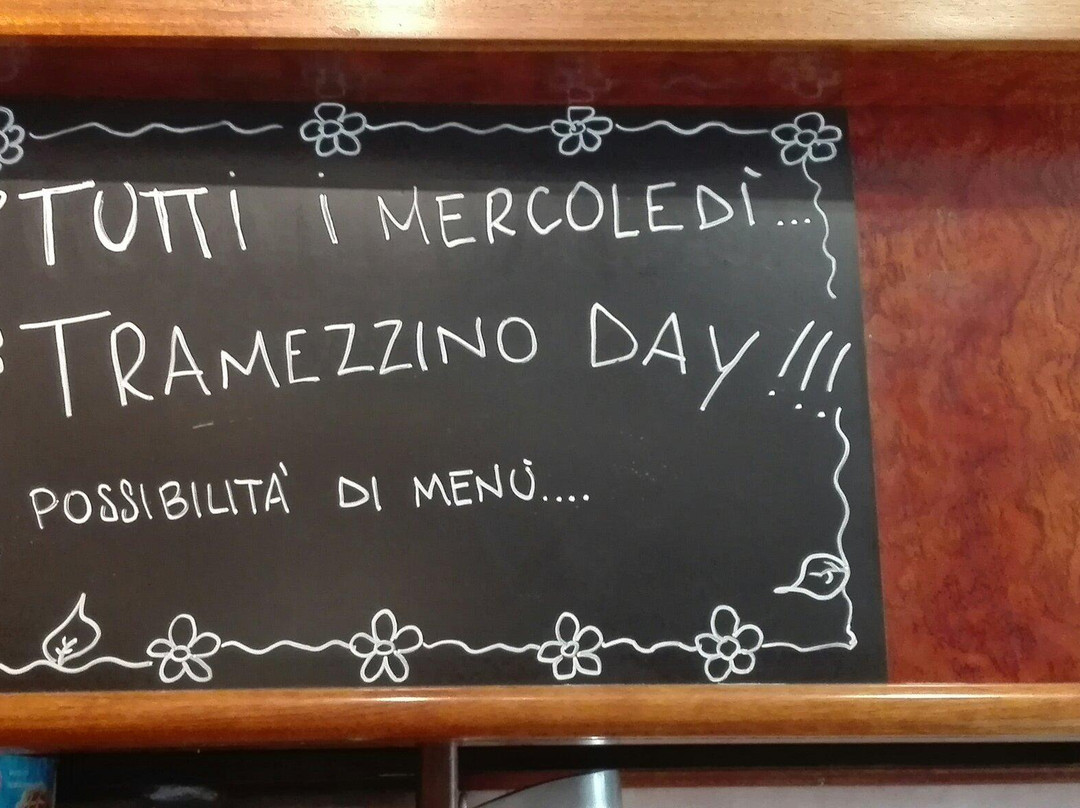 TUTTi i MERCOLEDÌ...
TRAMEZZINO DAY!!!
POSSIBILITÀ DI MENÙ....